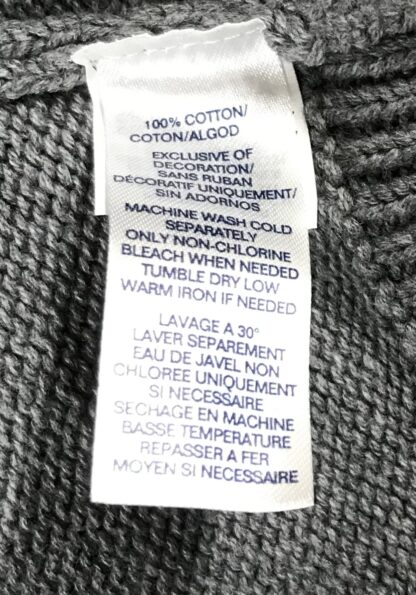 100% COTTON/
COTON/ALGOD
EXCLUSIVE OF
DECORATION/
SANS RUBAN
DÉCORATIF UNIQUEMENT/
SIN ADORNOS
MACHINE WASH COLD
SEPARATELY
ONLY NON-CHLORINE
BLEACH WHEN NEEDED
TUMBLE DRY LOW
WARM IRON IF NEEDED
LAVAGE A 30°
LAVER SEPAREMENT
EAU DE JAVEL NON
CHLOREE UNIQUEMENT
SI NECESSAIRE
SECHAGE EN MACHINE
BASSE TEMPERATURE
REPASSER A FER
MOYEN SI NECESSAIRE